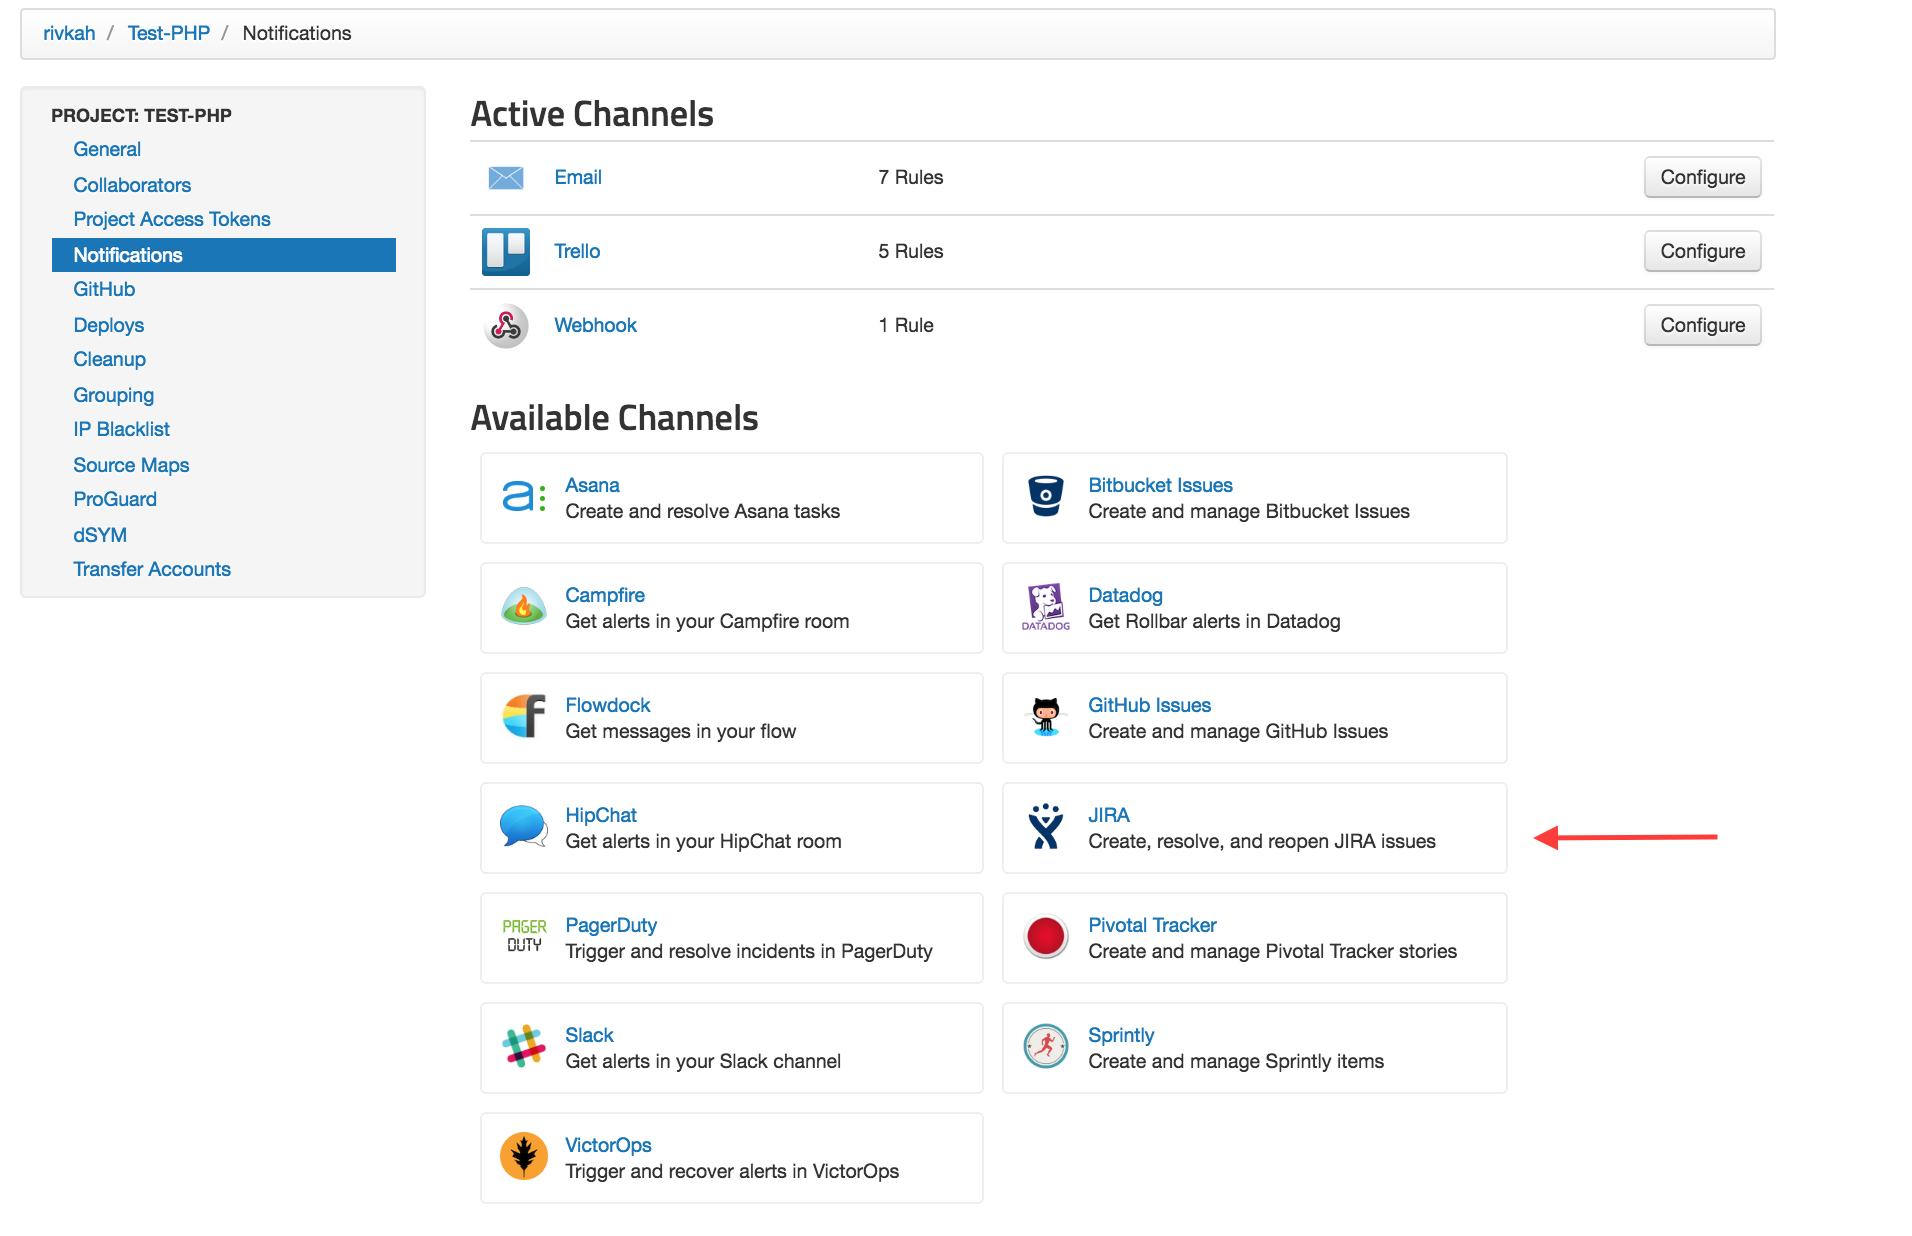 rivkah / Test-PHP / Notifications
PROJECT: TEST-PHP
General
Collaborators
Project Access Tokens
Notifications
GitHub
Deploys
Cleanup
Grouping
IP Blacklist
Source Maps
ProGuard
dSYM
Transfer Accounts
Active Channels
Email 7 Rules Configure
Trello 5 Rules Configure
Webhook 1 Rule Configure
Available Channels
Asana
Create and resolve Asana tasks
Bitbucket Issues
Create and manage Bitbucket Issues
Campfire
Get alerts in your Campfire room
DATADOG
Datadog
Get Rollbar alerts in Datadog
Flowdock
Get messages in your flow
GitHub Issues
Create and manage GitHub Issues
HipChat
Get alerts in your HipChat room
JIRA
Create, resolve, and reopen JIRA issues
PAGER
DUTY
PagerDuty
Trigger and resolve incidents in PagerDuty
Pivotal Tracker
Create and manage Pivotal Tracker stories
Slack
Get alerts in your Slack channel
Sprintly
Create and manage Sprintly items
VictorOps
Trigger and recover alerts in VictorOps